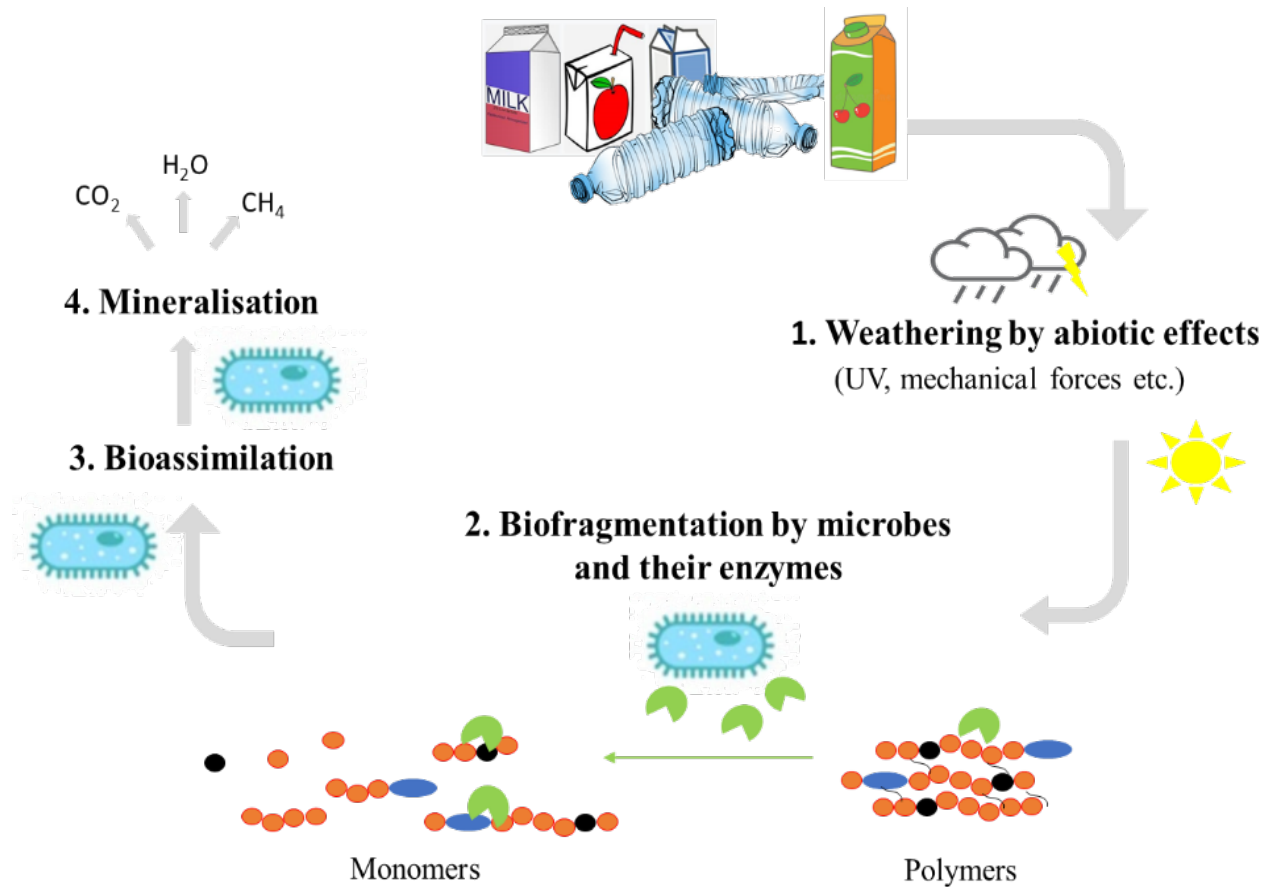 MILK
H₂O
CO₂
CH₄
4. Mineralisation
1. Weathering by abiotic effects
(UV, mechanical forces etc.)
3. Bioassimilation
2. Biofragmentation by microbes
and their enzymes
Monomers
Polymers